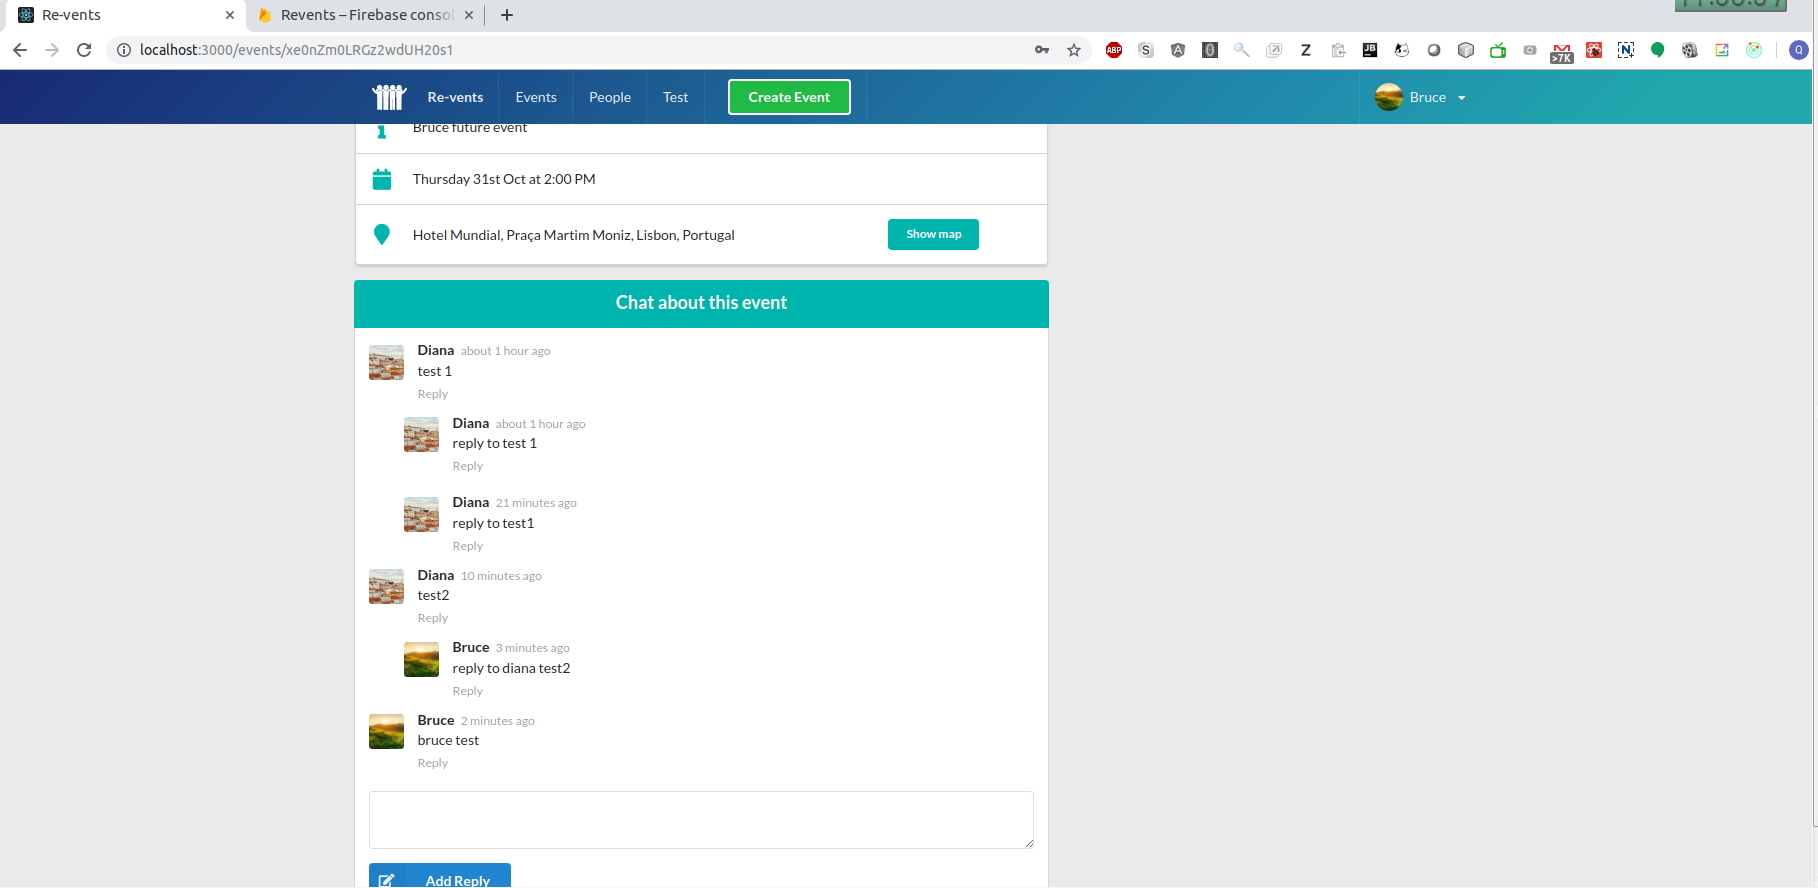 Re-vents
Revents – Firebase consol
localhost:3000/events/xe0nZm0LRGz2wdUH20s1
ABP
S
A
Z
JB
>7K
N
Q
Re-vents
Events
People
Test
Create Event
Bruce
Bruce future event
Thursday 31st Oct at 2:00 PM
Hotel Mundial, Praça Martim Moniz, Lisbon, Portugal
Show map
Chat about this event
Diana about 1 hour ago
test 1
Reply
Diana about 1 hour ago
reply to test 1
Reply
Diana 21 minutes ago
reply to test1
Reply
Diana 10 minutes ago
test2
Reply
Bruce 3 minutes ago
reply to diana test2
Reply
Bruce 2 minutes ago
bruce test
Reply
Add Reply